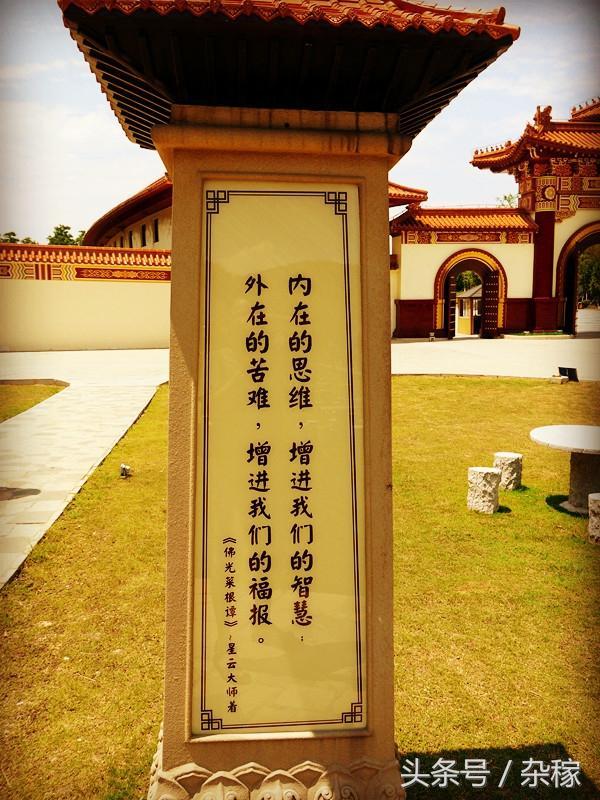 内在的思维，增进我们的智慧；
外在的苦难，增进我们的福报。
《佛光菜根谭》~星云大师着
头条号 / 杂稼